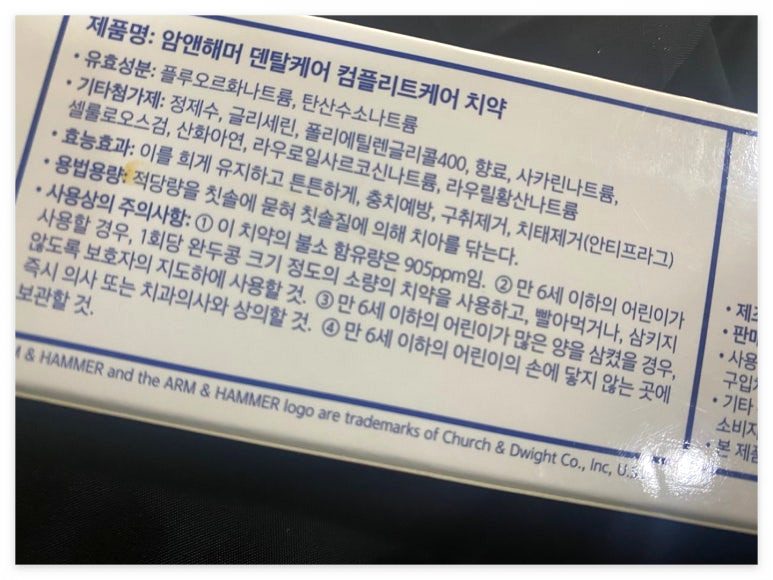 제품명: 암앤해머 덴탈케어 컴플리트케어 치약
• 유효성분: 플루오르화나트륨, 탄산수소나트륨
• 기타첨가제: 정제수, 글리세린, 폴리에틸렌글리콜400, 향료, 사카린나트륨,
셀룰로오스검, 산화아연, 라우로일사르코신나트륨, 라우릴황산나트륨
• 효능효과: 이를 희게 유지하고 튼튼하게, 충치예방, 구취제거, 치태제거(안티프라그)
• 용법용량: 적당량을 칫솔에 묻혀 칫솔질에 의해 치아를 닦는다.
• 사용상의 주의사항: ① 이 치약의 불소 함유량은 905ppm임. ② 만 6세 이하의 어린이가
사용할 경우, 1회당 완두콩 크기 정도의 소량의 치약을 사용하고, 빨아먹거나, 삼키지
않도록 보호자의 지도하에 사용할 것. ③ 만 6세 이하의 어린이가 많은 양을 삼켰을 경우,
즉시 의사 또는 치과의사와 상의할 것. ④ 만 6세 이하의 어린이의 손에 닿지 않는 곳에
보관할 것.
M & HAMMER and the ARM & HAMMER logo are trademarks of Church & Dwight Co., Inc, U.S
• 제조
• 판매
• 사용
구입
• 기타
소비자
• 본 제품